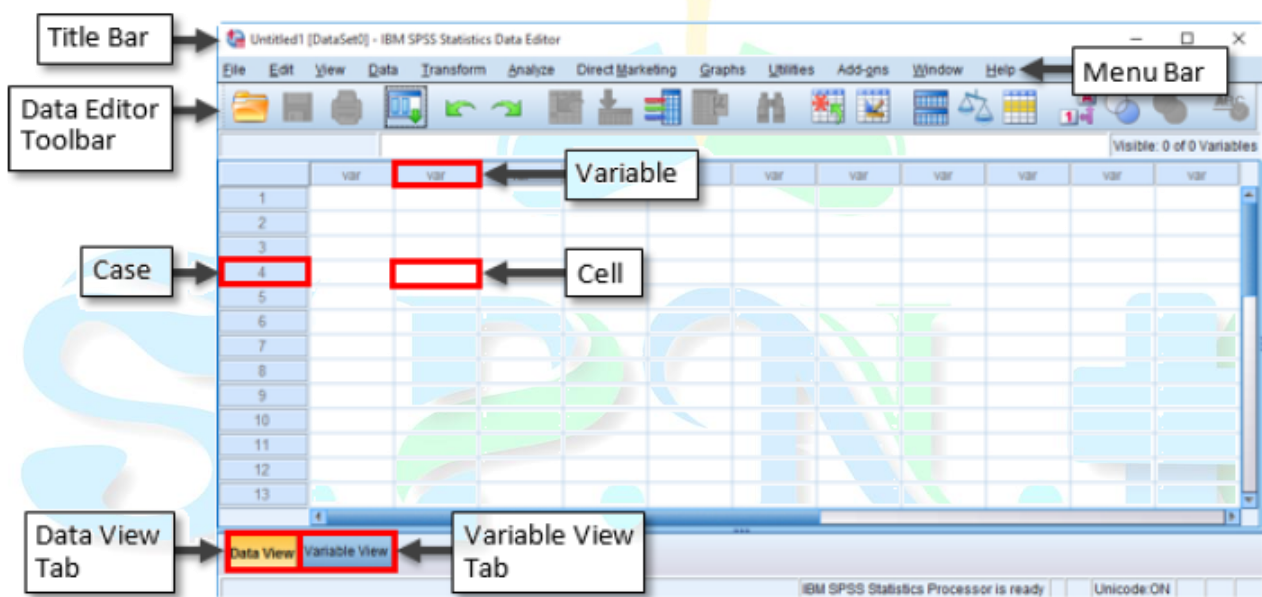 Title Bar
Untitled1 [DataSet0] - IBM SPSS Statistics Data Editor
File Edit View Data Transform Analyze Direct Marketing Graphs Utilities Add-ons Window Help
Menu Bar
Data Editor
Toolbar
Visible: 0 of 0 Variables
var var var var var var var var
Variable
1
2
3
Case
4
Cell
5
6
7
8
9
10
11
12
13
Data View
Tab
Data View Variable View
Variable View
Tab
IBM SPSS Statistics Processor is ready Unicode:ON
S.P.N.